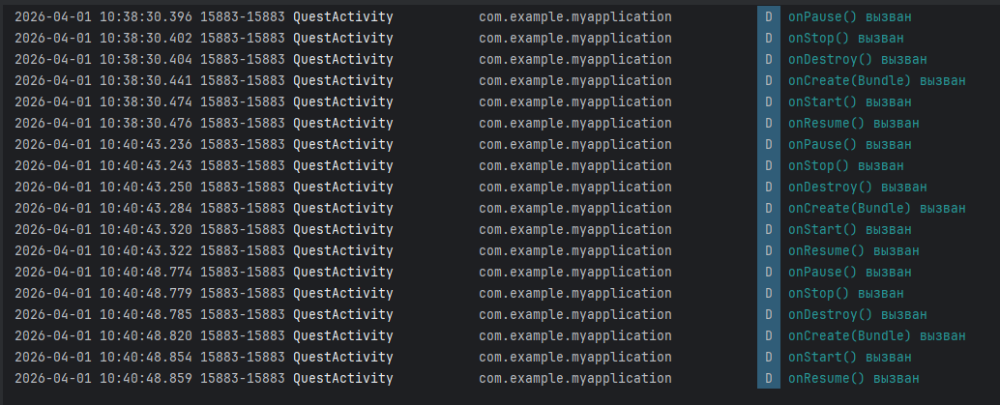 2026-04-01 10:38:30.396 15883-15883 QuestActivity com.example.myapplication D onPause() вызван
2026-04-01 10:38:30.402 15883-15883 QuestActivity com.example.myapplication D onStop() вызван
2026-04-01 10:38:30.404 15883-15883 QuestActivity com.example.myapplication D onDestroy() вызван
2026-04-01 10:38:30.441 15883-15883 QuestActivity com.example.myapplication D onCreate(Bundle) вызван
2026-04-01 10:38:30.474 15883-15883 QuestActivity com.example.myapplication D onStart() вызван
2026-04-01 10:38:30.476 15883-15883 QuestActivity com.example.myapplication D onResume() вызван
2026-04-01 10:40:43.236 15883-15883 QuestActivity com.example.myapplication D onPause() вызван
2026-04-01 10:40:43.243 15883-15883 QuestActivity com.example.myapplication D onStop() вызван
2026-04-01 10:40:43.250 15883-15883 QuestActivity com.example.myapplication D onDestroy() вызван
2026-04-01 10:40:43.284 15883-15883 QuestActivity com.example.myapplication D onCreate(Bundle) вызван
2026-04-01 10:40:43.320 15883-15883 QuestActivity com.example.myapplication D onStart() вызван
2026-04-01 10:40:43.322 15883-15883 QuestActivity com.example.myapplication D onResume() вызван
2026-04-01 10:40:48.774 15883-15883 QuestActivity com.example.myapplication D onPause() вызван
2026-04-01 10:40:48.779 15883-15883 QuestActivity com.example.myapplication D onStop() вызван
2026-04-01 10:40:48.785 15883-15883 QuestActivity com.example.myapplication D onDestroy() вызван
2026-04-01 10:40:48.820 15883-15883 QuestActivity com.example.myapplication D onCreate(Bundle) вызван
2026-04-01 10:40:48.854 15883-15883 QuestActivity com.example.myapplication D onStart() вызван
2026-04-01 10:40:48.859 15883-15883 QuestActivity com.example.myapplication D onResume() вызван